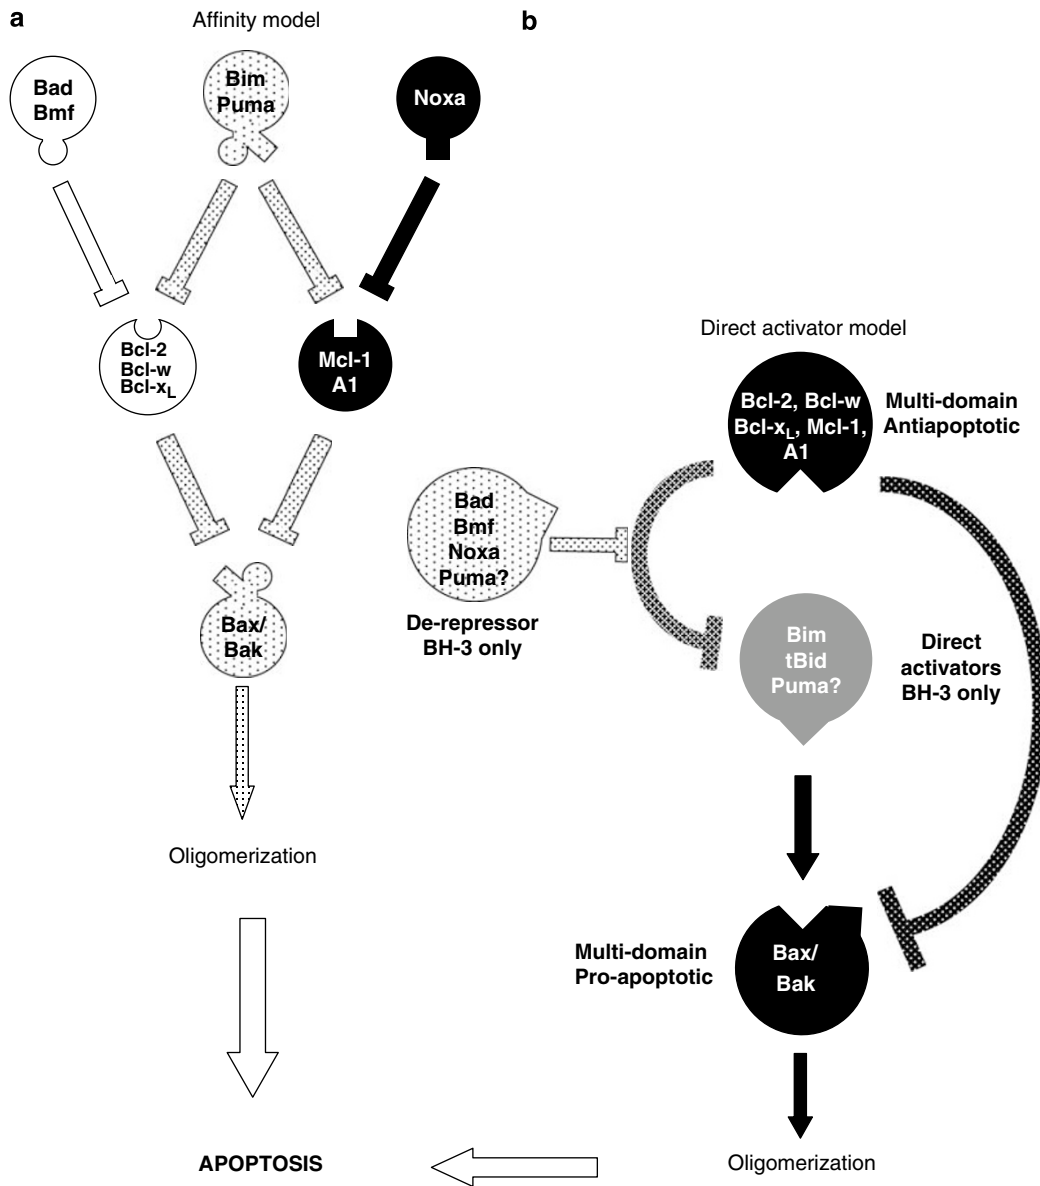 a
Affinity model
b
Bad
Bmf
Bim
Puma
Noxa
Bcl-2
Bcl-w
Bcl-xL
Mcl-1
A1
Bax/
Bak
Oligomerization
APOPTOSIS
Direct activator model
Bcl-2, Bcl-w
Bcl-xL, Mcl-1,
A1
Multi-domain
Antiapoptotic
Bad
Bmf
Noxa
Puma?
De-repressor
BH-3 only
Bim
tBid
Puma?
Direct
activators
BH-3 only
Multi-domain
Pro-apoptotic
Bax/
Bak
Oligomerization